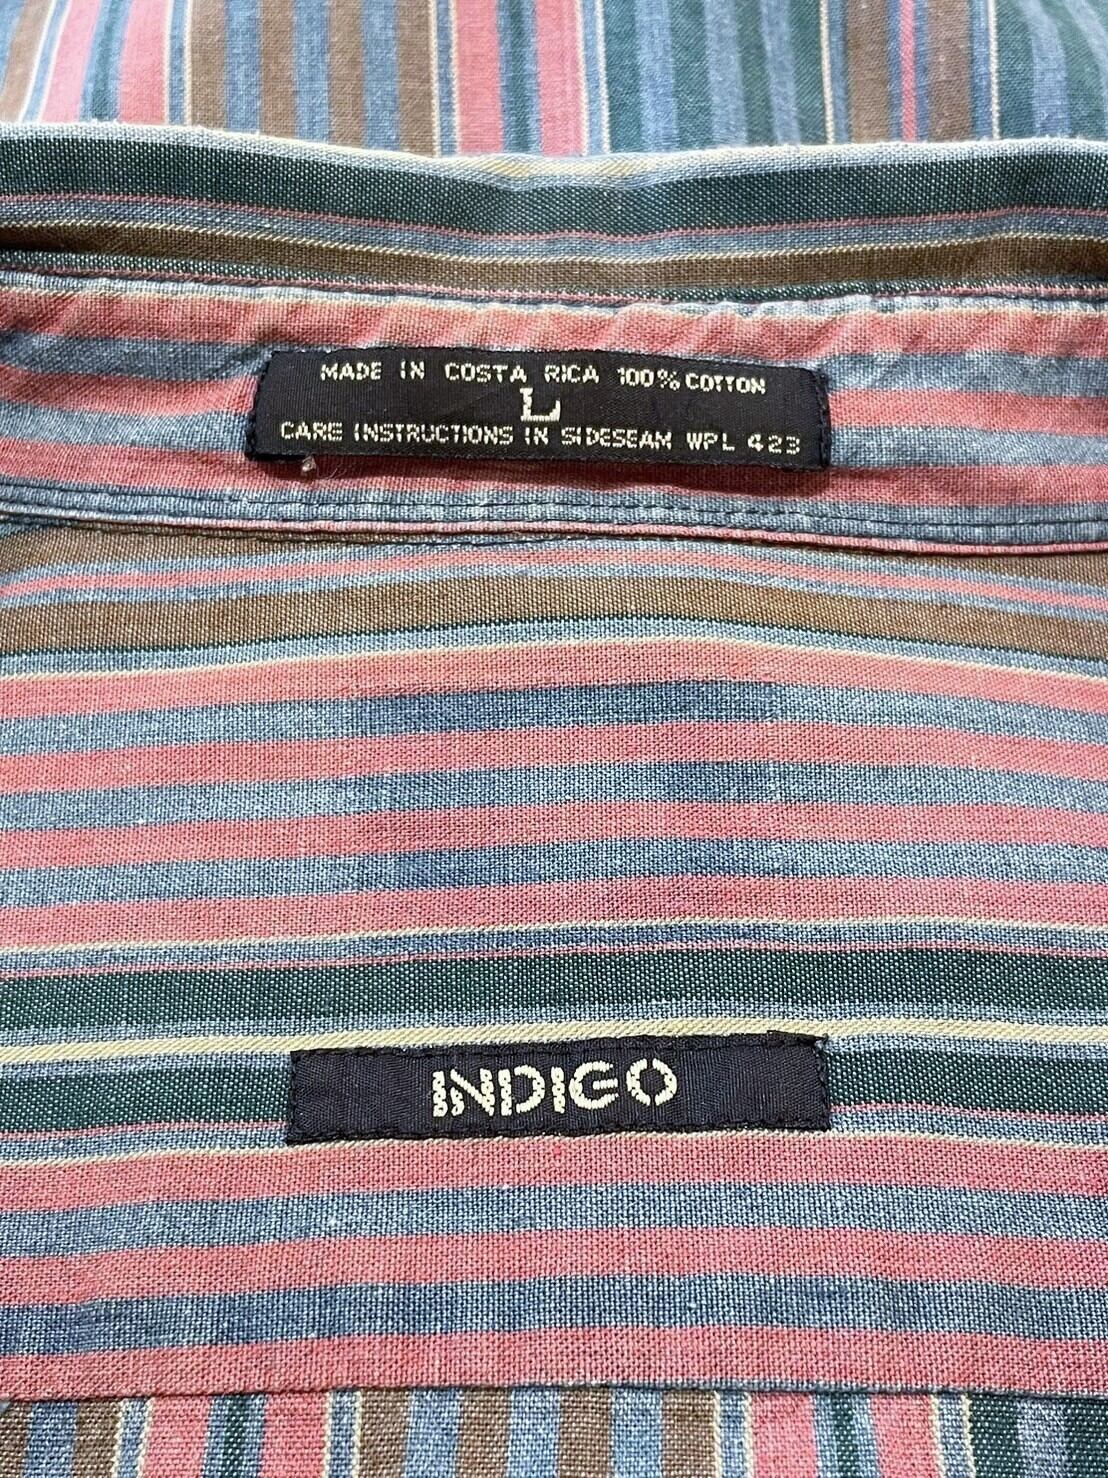 MADE IN COSTA RICA 100% COTTON
L
CARE INSTRUCTIONS IN SIDESEAM WPL 423
INDIGO